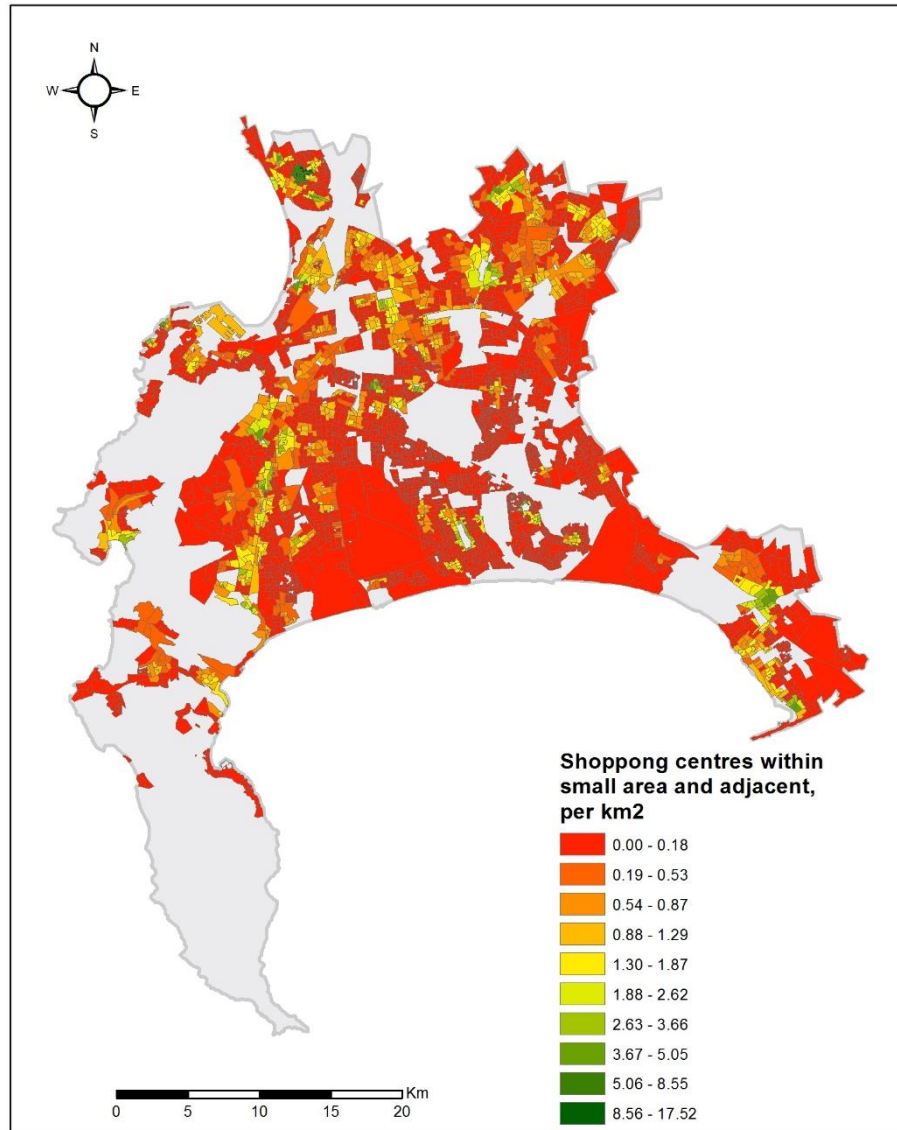 N
W E
S
Shoppong centres within
small area and adjacent,
per km2
0.00 - 0.18
0.19 - 0.53
0.54 - 0.87
0.88 - 1.29
1.30 - 1.87
1.88 - 2.62
2.63 - 3.66
3.67 - 5.05
5.06 - 8.55
8.56 - 17.52
Km
0 5 10 15 20